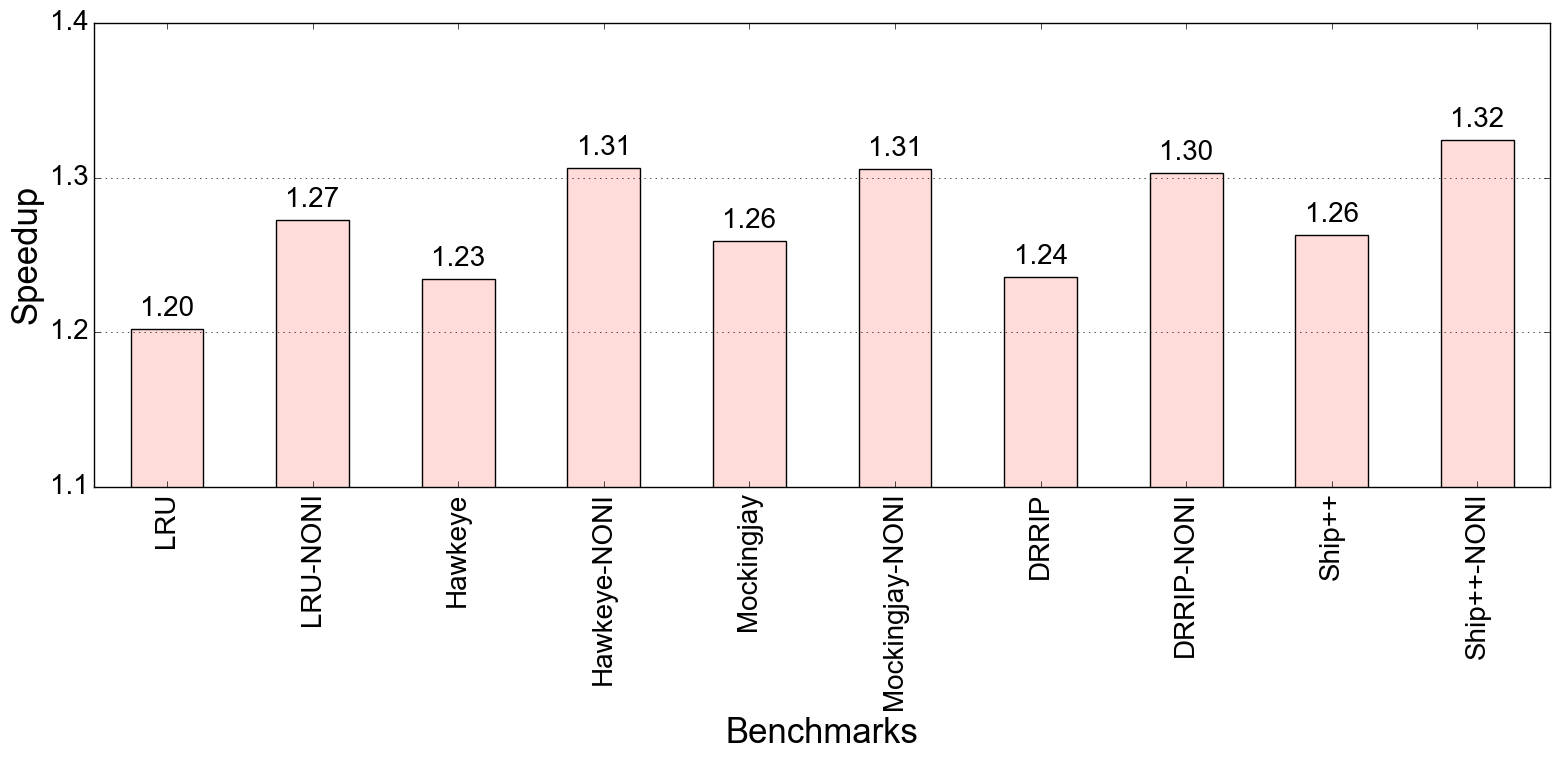 1.4
1.3
1.2
1.1
Speedup
1.20
1.27
1.23
1.31
1.26
1.31
1.24
1.30
1.26
1.32
LRU
LRU-NONI
Hawkeye
Hawkeye-NONI
Mockingjay
Mockingjay-NONI
DRRIP
DRRIP-NONI
Ship++
Ship++-NONI
Benchmarks